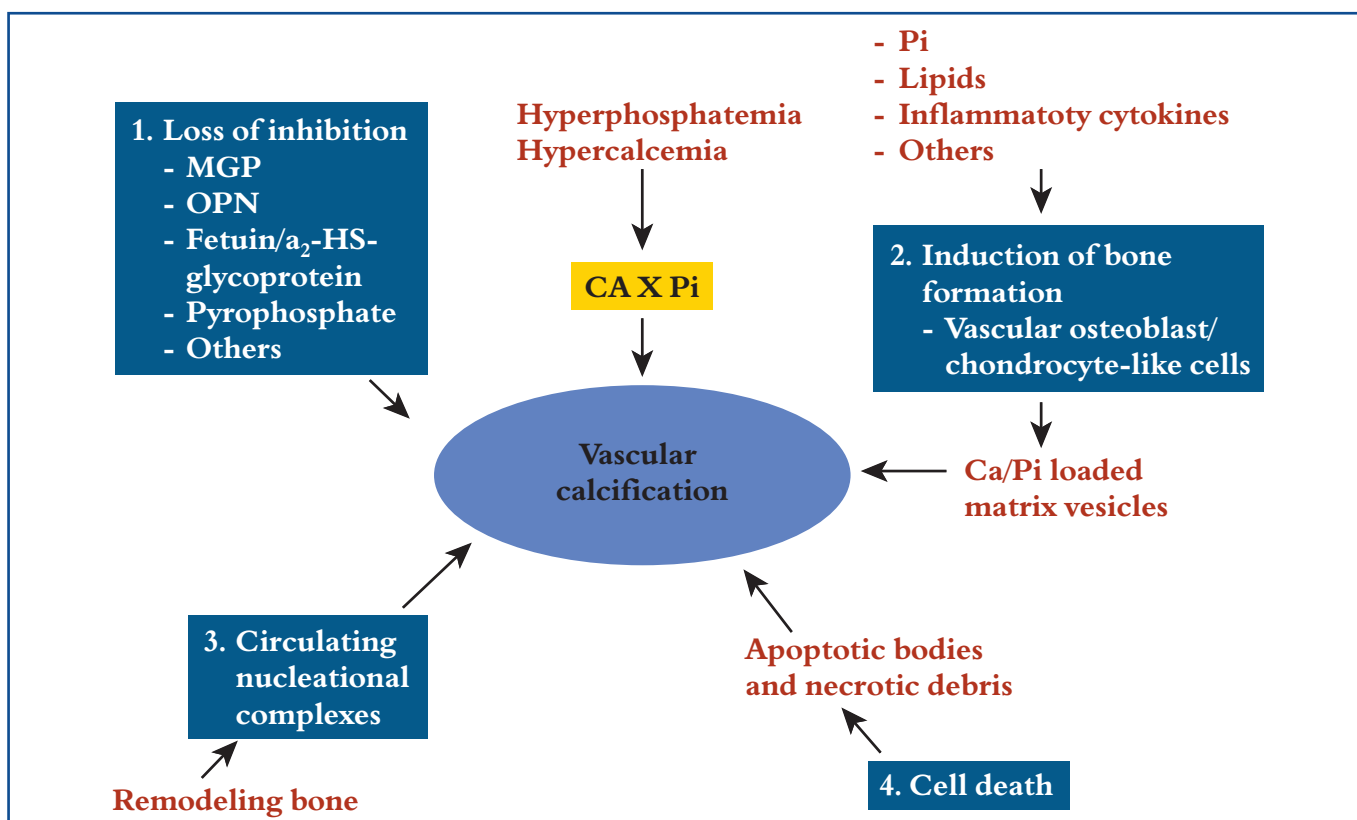 1. Loss of inhibition
- MGP
- OPN
- Fetuin/a₂-HS-
glycoprotein
- Pyrophosphate
- Others
Hyperphosphatemia
Hypercalcemia
CA X Pi
- Pi
- Lipids
- Inflammatoty cytokines
- Others
2. Induction of bone
formation
- Vascular osteoblast/
chondrocyte-like cells
Ca/Pi loaded
matrix vesicles
Vascular
calcification
3. Circulating
nucleational
complexes
Remodeling bone
Apoptotic bodies
and necrotic debris
4. Cell death